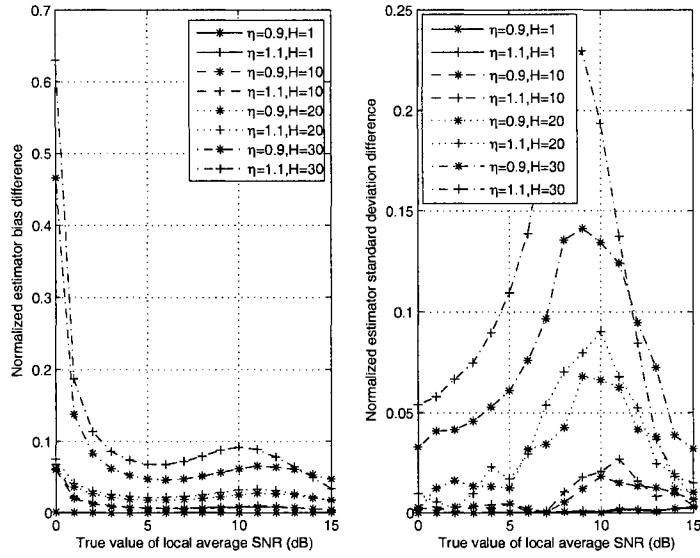 0.7
0.6
0.5
0.4
0.3
0.2
0.1
0
0
5
10
15
Normalized estimator bias difference
True value of local average SNR (dB)
η=0.9,H=1
η=1.1,H=1
η=0.9,H=10
η=1.1,H=10
η=0.9,H=20
η=1.1,H=20
η=0.9,H=30
η=1.1,H=30
0.25
0.2
0.15
0.1
0.05
0
0
5
10
15
Normalized estimator standard deviation difference
True value of local average SNR (dB)
η=0.9,H=1
η=1.1,H=1
η=0.9,H=10
η=1.1,H=10
η=0.9,H=20
η=1.1,H=20
η=0.9,H=30
η=1.1,H=30